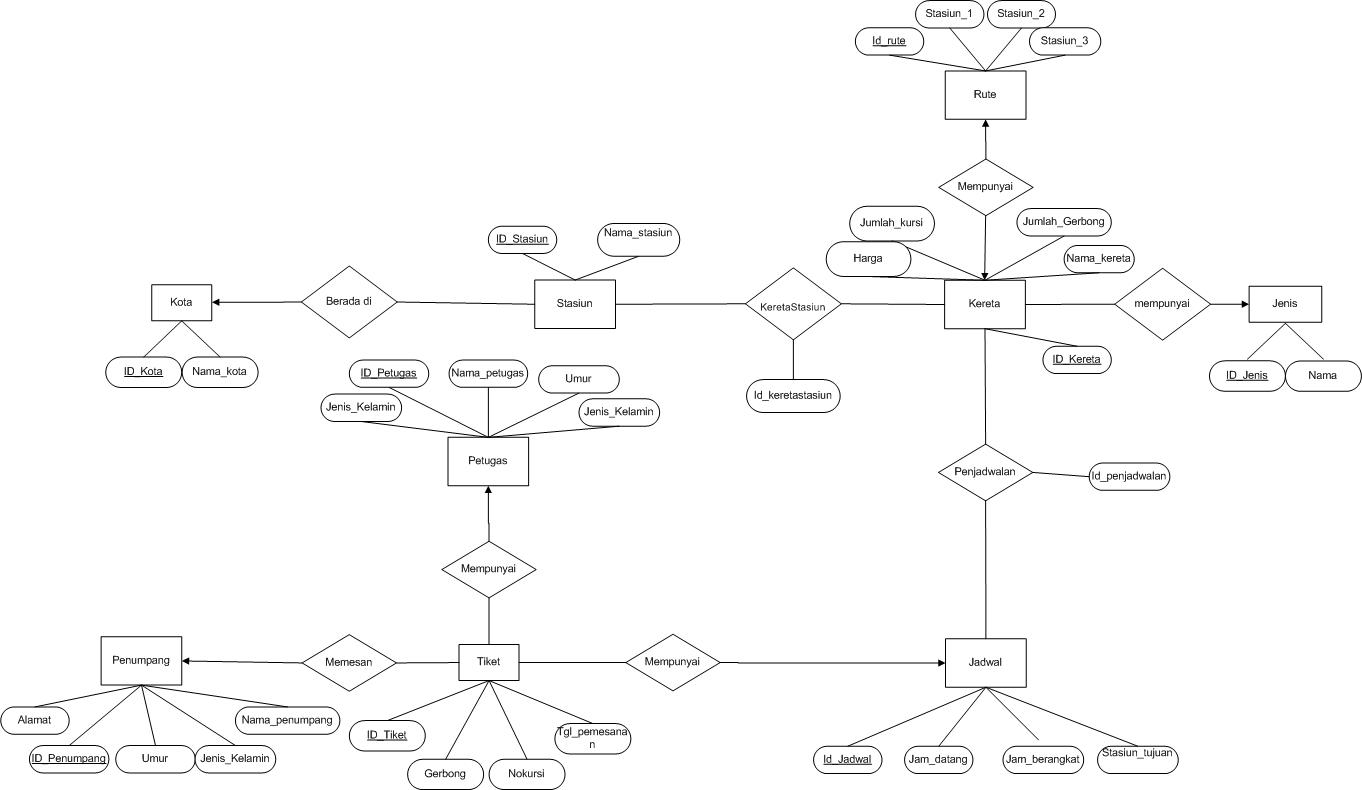 Stasiun_1
Stasiun_2
Id_rute
Stasiun_3
Rute
Mempunyai
Jumlah_kursi
Jumlah_Gerbong
Harga
Nama_kereta
ID_Stasiun
Nama_stasiun
Kota
Berada di
Stasiun
KeretaStasiun
Kereta
mempunyai
Jenis
ID_Kereta
ID_Kota
Nama_kota
ID_Petugas
Nama_petugas
Umur
ID_Jenis
Nama
Jenis_Kelamin
Jenis_Kelamin
Id_keretastasiun
Petugas
Penjadwalan
Id_penjadwalan
Mempunyai
Penumpang
Memesan
Tiket
Mempunyai
Jadwal
Alamat
Nama_penumpang
ID_Penumpang
Umur
Jenis_Kelamin
ID_Tiket
Tgl_pemesana
n
Gerbong
Nokursi
Id_Jadwal
Jam_datang
Jam_berangkat
Stasiun_tujuan